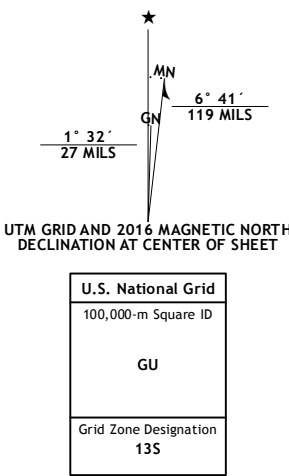 ★
MN
GN
6° 41´
119 MILS
1° 32´
27 MILS
UTM GRID AND 2016 MAGNETIC NORTH
DECLINATION AT CENTER OF SHEET
U.S. National Grid
100,000-m Square ID
GU
Grid Zone Designation
13S